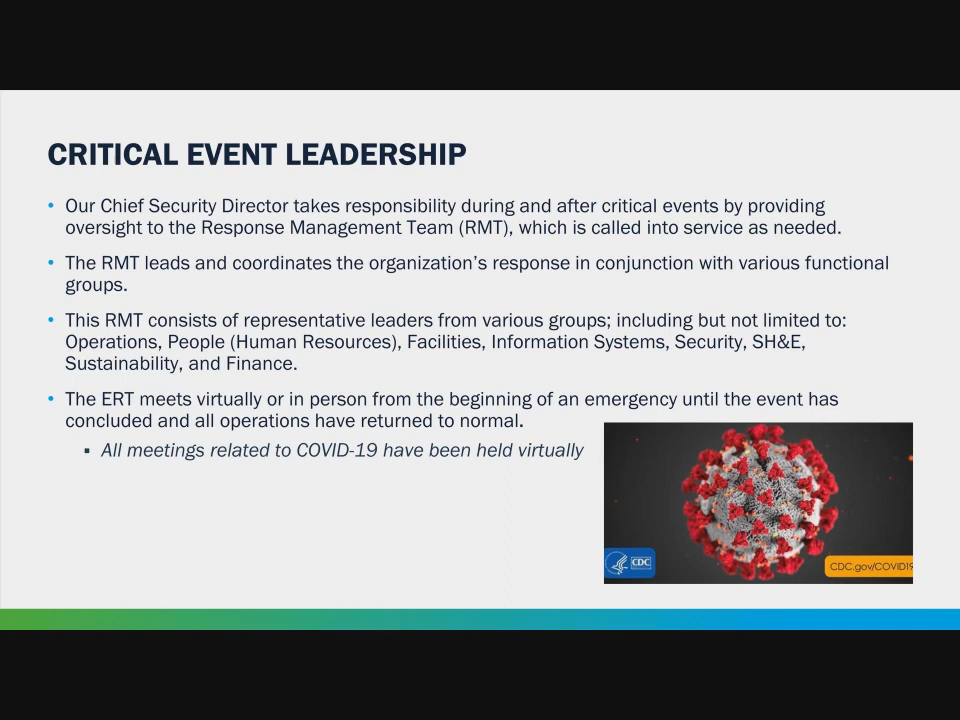 CRITICAL EVENT LEADERSHIP
• Our Chief Security Director takes responsibility during and after critical events by providing
oversight to the Response Management Team (RMT), which is called into service as needed.
• The RMT leads and coordinates the organization’s response in conjunction with various functional
groups.
• This RMT consists of representative leaders from various groups; including but not limited to:
Operations, People (Human Resources), Facilities, Information Systems, Security, SH&E,
Sustainability, and Finance.
• The ERT meets virtually or in person from the beginning of an emergency until the event has
concluded and all operations have returned to normal.
▪ All meetings related to COVID-19 have been held virtually
CDC
CDC.gov/COVID19